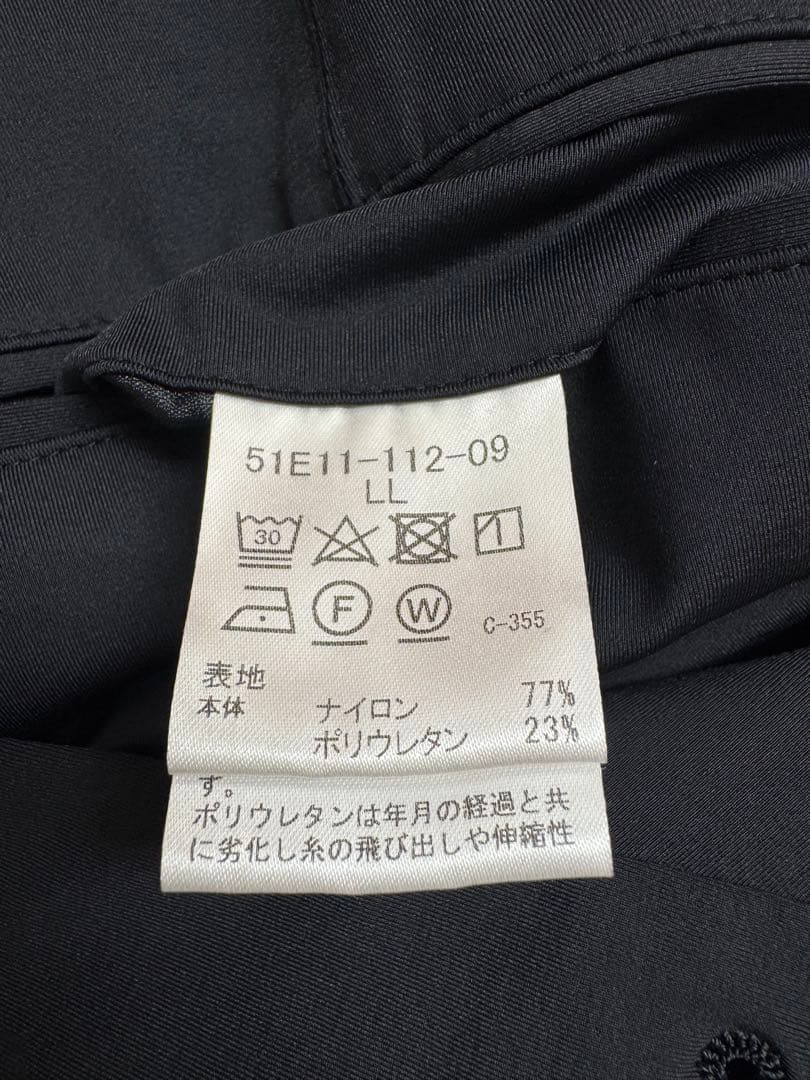 51E11-112-09
LL
30
F W C-355
表地
本体 ナイロン 77%
ポリウレタン 23%
す。
ポリウレタンは年月の経過と共
に劣化し糸の飛び出しや伸縮性